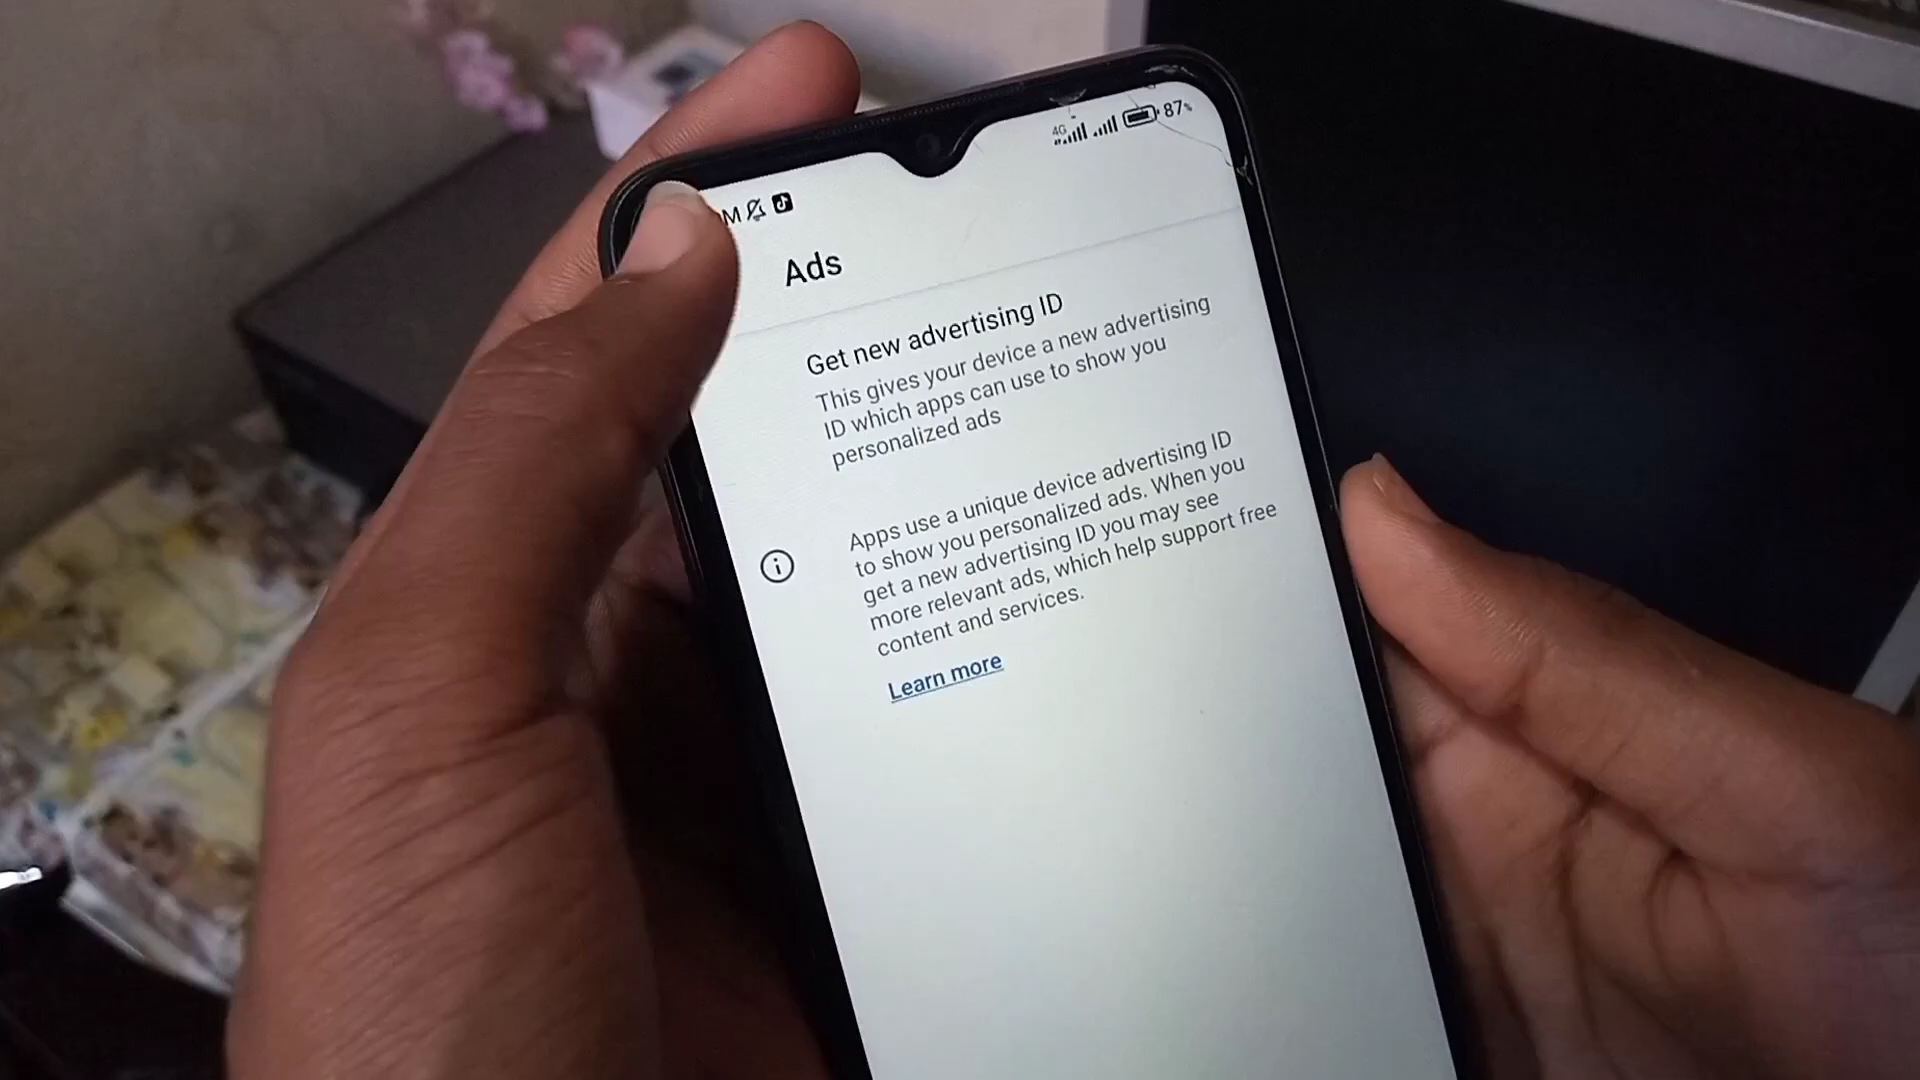 4G 87%
M
Ads
Get new advertising ID
This gives your device a new advertising
ID which apps can use to show you
personalized ads
Apps use a unique device advertising ID
to show you personalized ads. When you
get a new advertising ID you may see
more relevant ads, which help support free
content and services.
Learn more